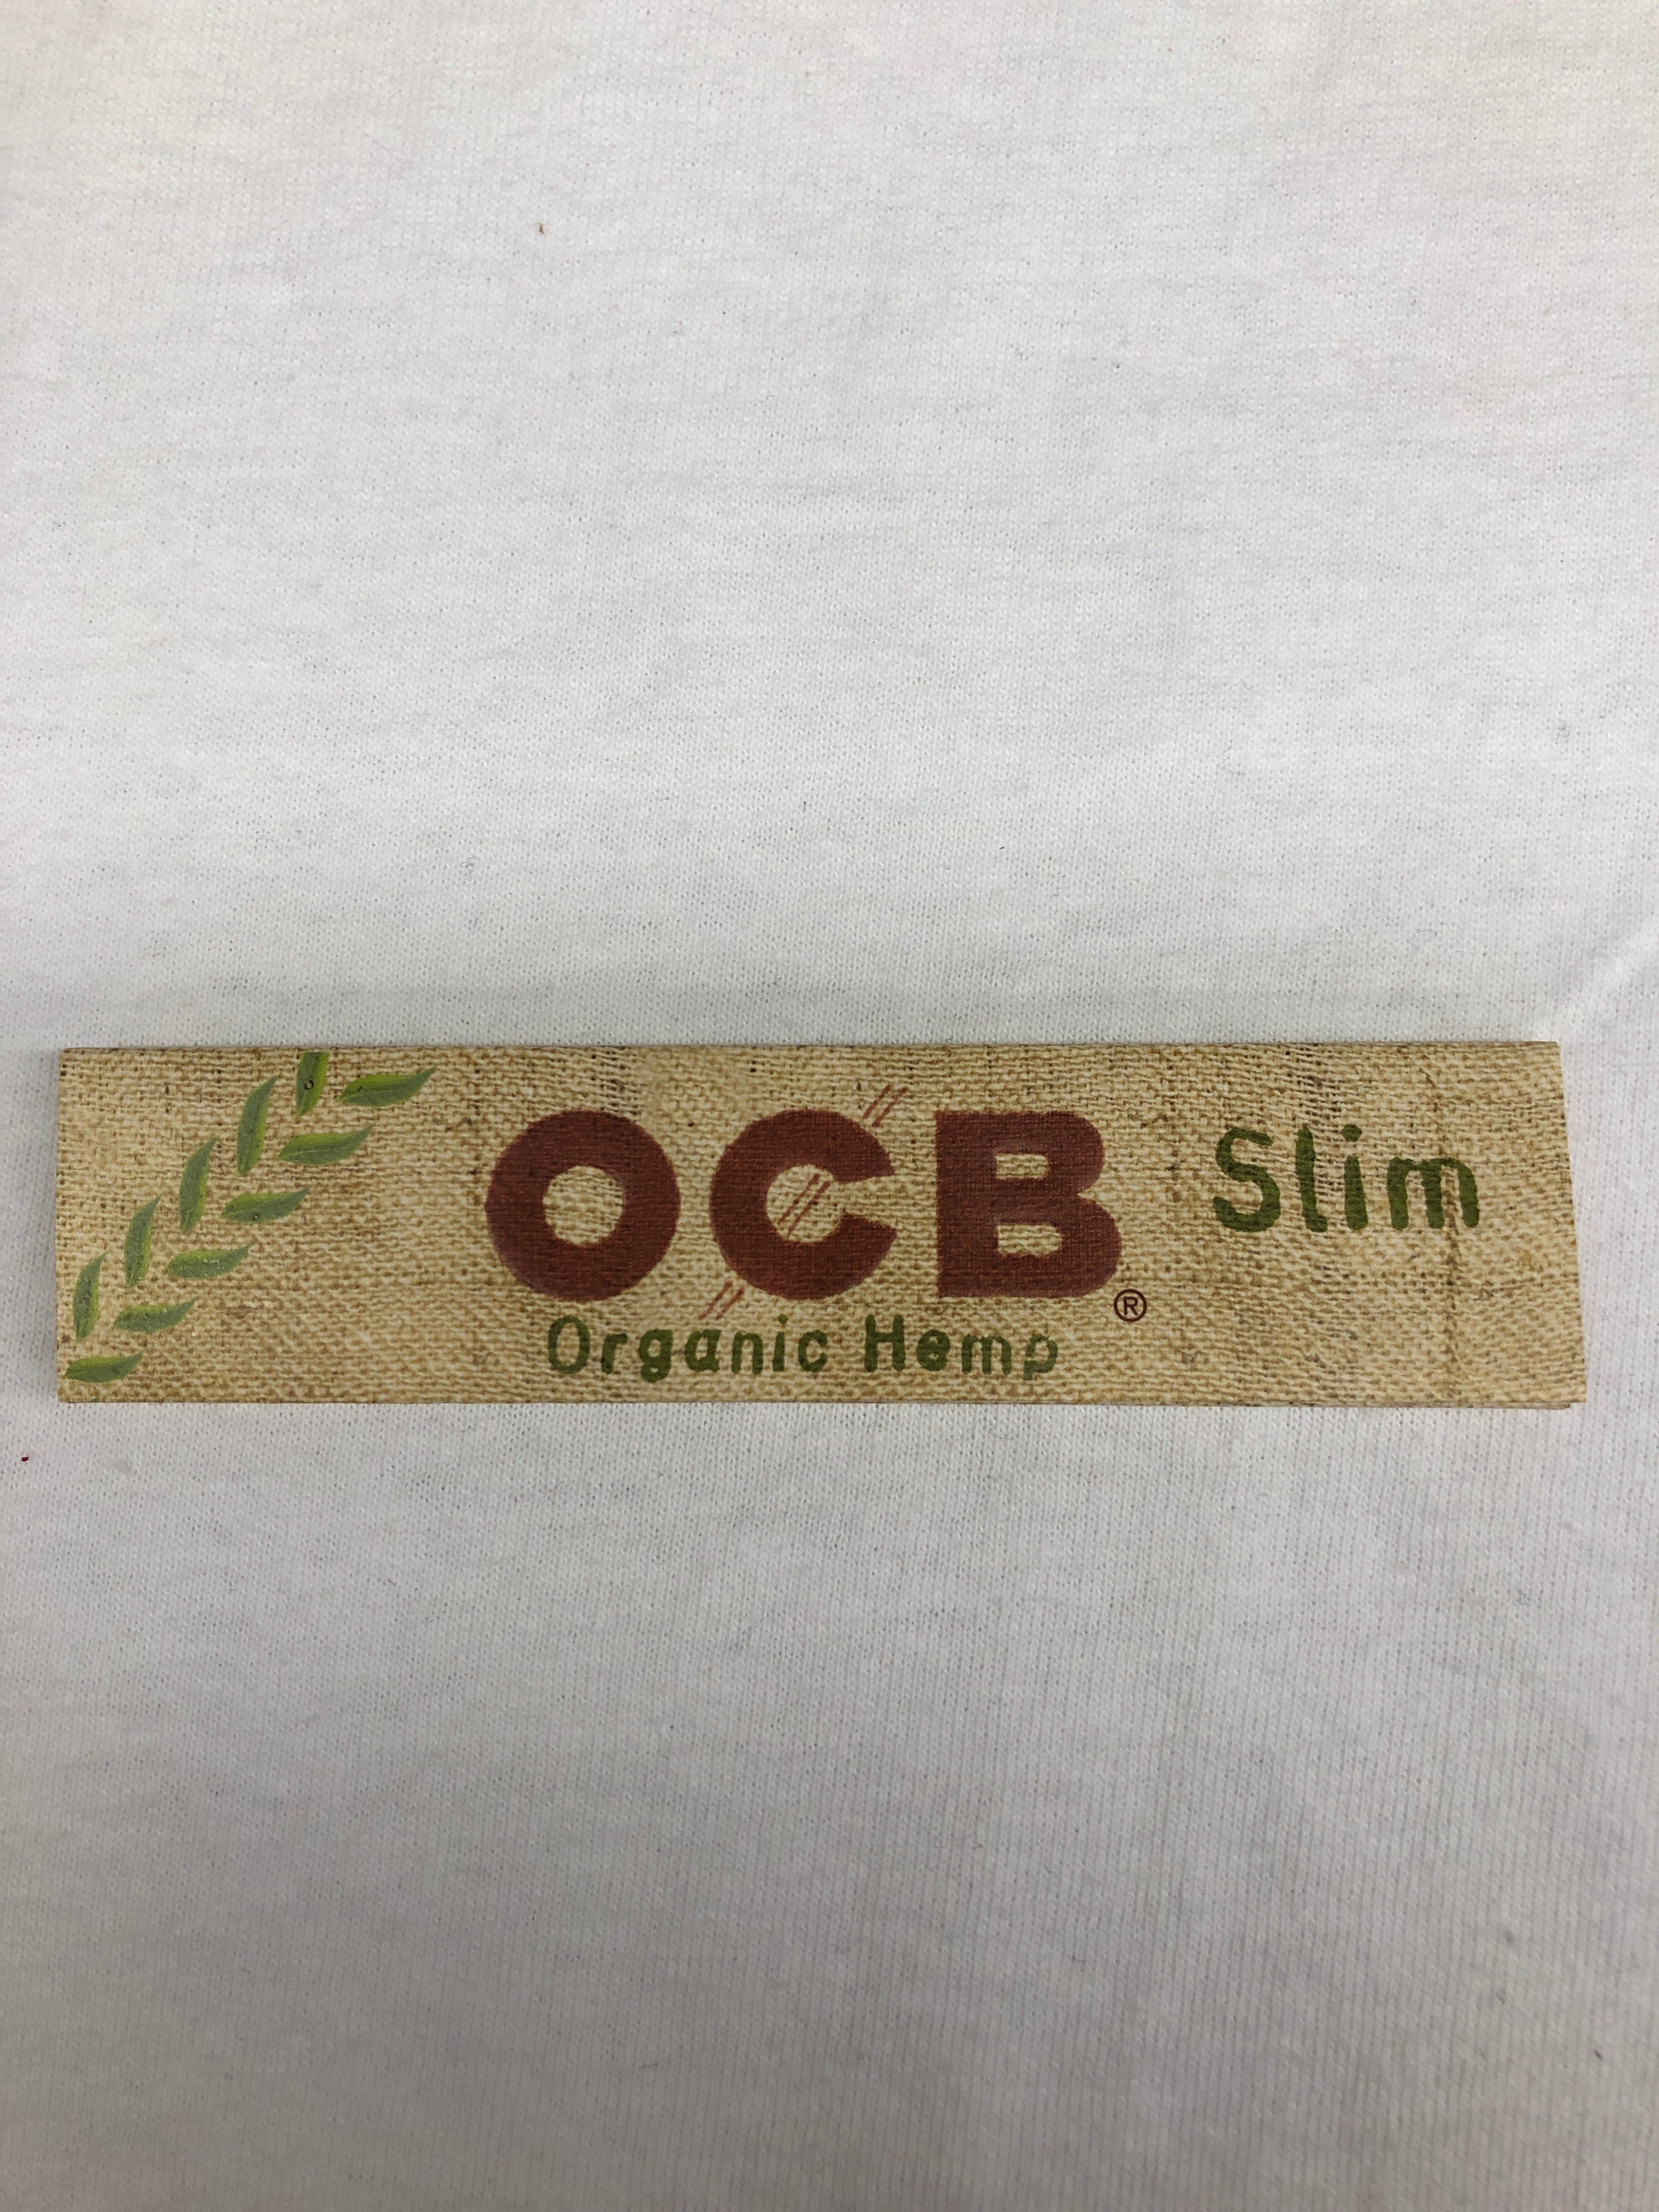 OCB® Slim
Organic Hemp